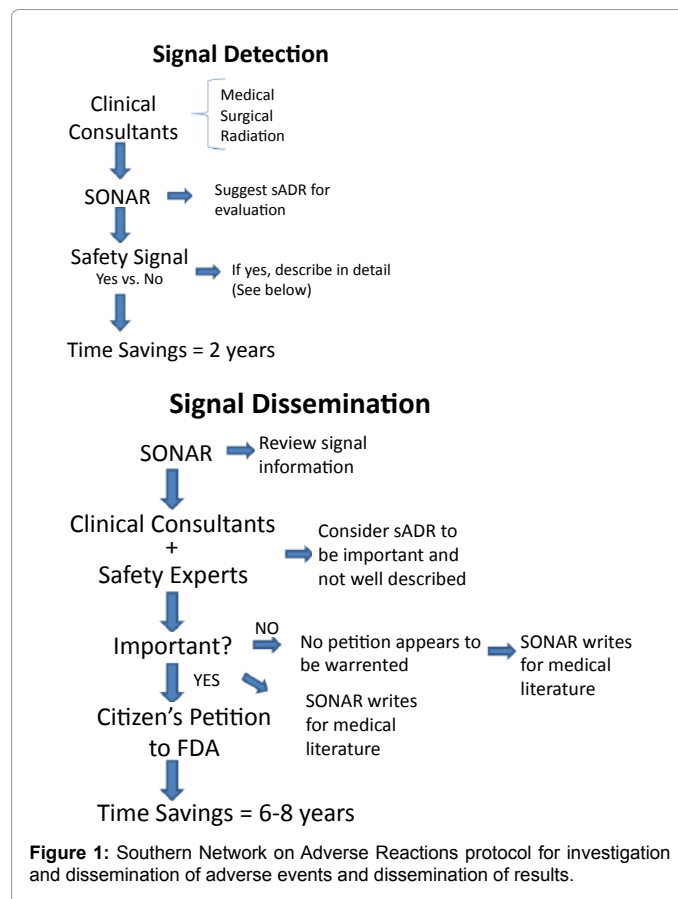 Signal Detection
Clinical
Consultants
Medical
Surgical
Radiation
SONAR
Suggest sADR for
evaluation
Safety Signal
Yes vs. No
If yes, describe in detail
(See below)
Time Savings = 2 years
Signal Dissemination
SONAR
Review signal
information
Clinical Consultants
+
Safety Experts
Consider sADR to
be important and
not well described
Important?
NO
No petition appears to
be warrented
SONAR writes
for medical
literature
YES
SONAR writes
for medical
literature
Citizen's Petition
to FDA
Time Savings = 6-8 years
Figure 1: Southern Network on Adverse Reactions protocol for investigation
and dissemination of adverse events and dissemination of results.